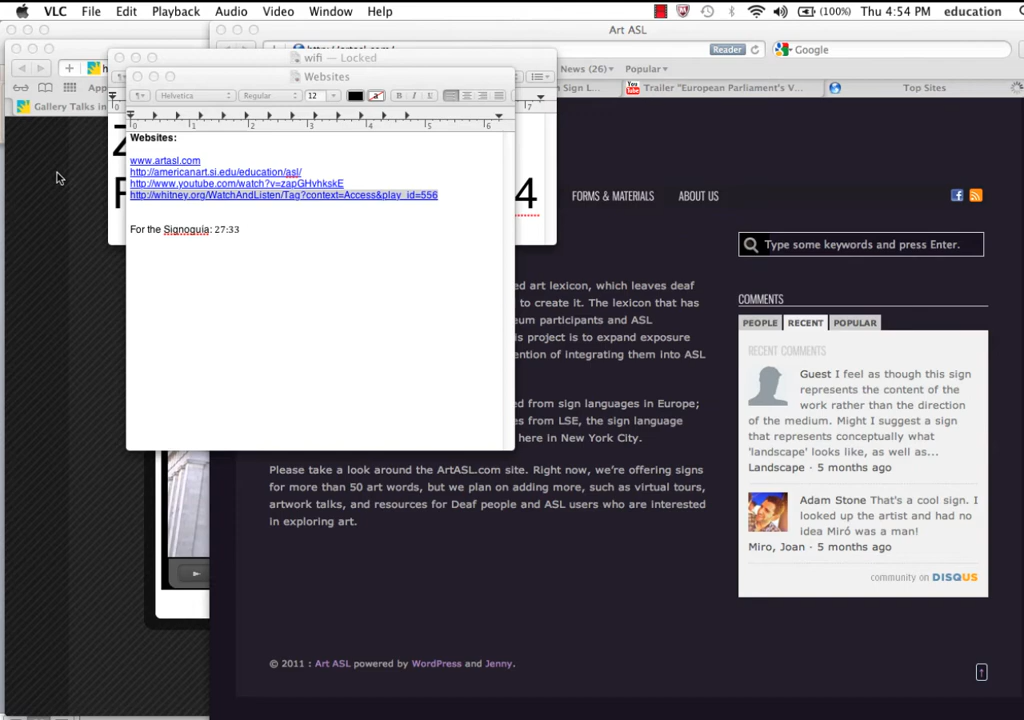 VLC File Edit Playback Audio Video Window Help (100%) Thu 4:54 PM education
Art ASL
Reader Google
wifi — Locked
Websites
News (26) Popular
Helvetica Regular 12 B I U
Sign L... Trailer "European Parliament's V... Top Sites
Gallery Talks in
0 1 2 3 4 5 6 7
Websites:
www.artasl.com
http://americanart.si.edu/education/asl/
http://www.youtube.com/watch?v=zapGHvhkskE
http://whitney.org/WatchAndListen/Tag?context=Access&play_id=556
4
For the Signoguia: 27:33
FORMS & MATERIALS ABOUT US
Type some keywords and press Enter.
ed art lexicon, which leaves deaf
to create it. The lexicon that has
eum participants and ASL
is project is to expand exposure
ention of integrating them into ASL
ed from sign languages in Europe;
es from LSE, the sign language
here in New York City.
Please take a look around the ArtASL.com site. Right now, we're offering signs
for more than 50 art words, but we plan on adding more, such as virtual tours,
artwork talks, and resources for Deaf people and ASL users who are interested
in exploring art.
COMMENTS
PEOPLE RECENT POPULAR
RECENT COMMENTS
Guest I feel as though this sign
represents the content of the
work rather than the direction
of the medium. Might I suggest a sign
that represents conceptually what
'landscape' looks like, as well as...
Landscape · 5 months ago
Adam Stone That's a cool sign. I
looked up the artist and had no
idea Miró was a man!
Miro, Joan · 5 months ago
community on DISQUS
© 2011 : Art ASL powered by WordPress and Jenny.